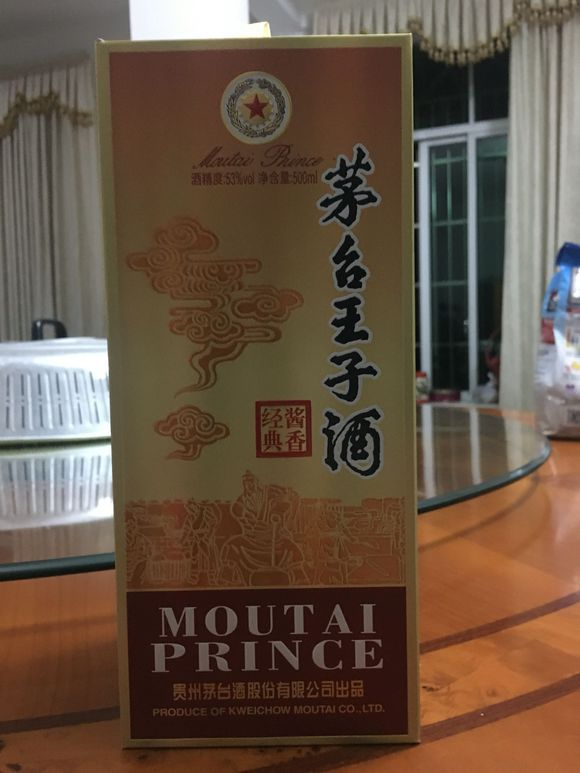 Moutai Prince
酒精度:53%vol 净含量:500ml
茅台王子酒
酱香
经典
MOUTAI
PRINCE
贵州茅台酒股份有限公司出品
PRODUCE OF KWEICHOW MOUTAI CO.,LTD.